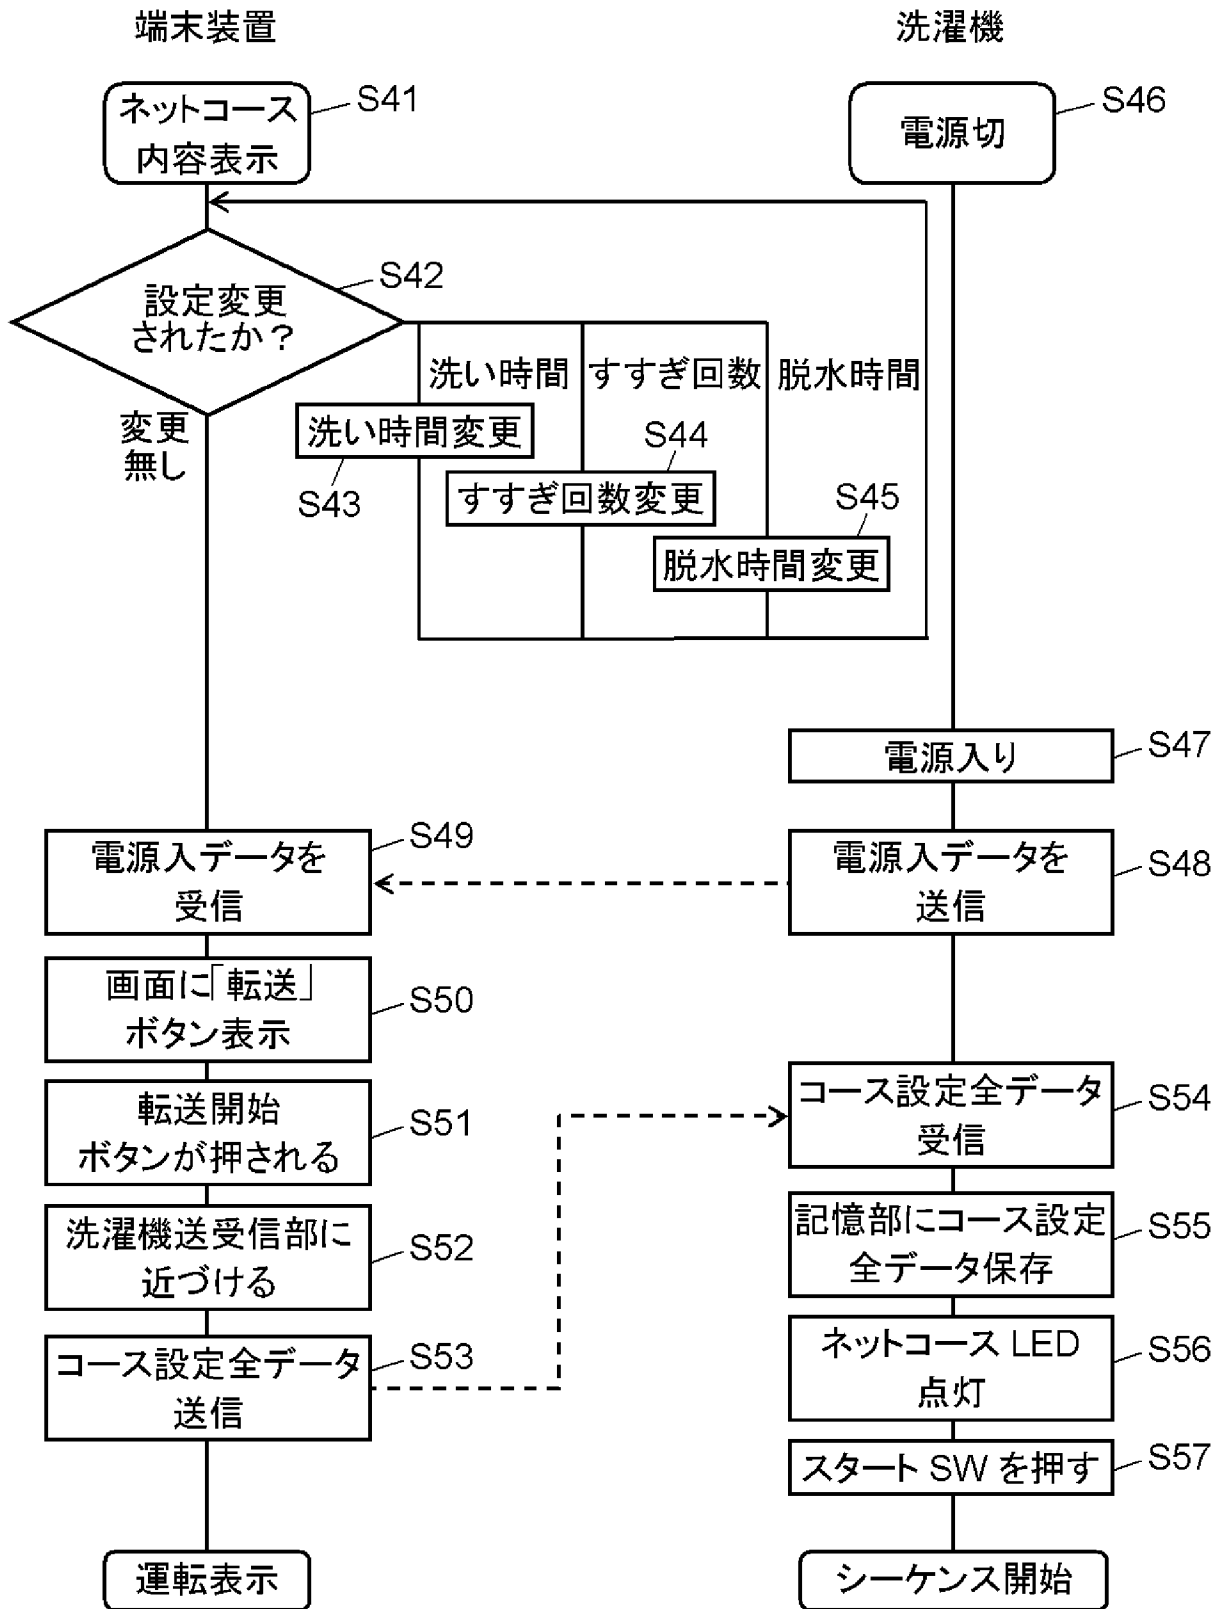 端末装置
洗濯機
ネットコース
内容表示
S41
電源切
S46
設定変更
されたか？
S42
洗い時間
すすぎ回数
脱水時間
変更
無し
洗い時間変更
S43
S44
すすぎ回数変更
S45
脱水時間変更
電源入り
S47
電源入データを
受信
S49
電源入データを
送信
S48
画面に「転送」
ボタン表示
S50
転送開始
ボタンが押される
S51
コース設定全データ
受信
S54
洗濯機送受信部に
近づける
S52
記憶部にコース設定
全データ保存
S55
コース設定全データ
送信
S53
ネットコース LED
点灯
S56
スタート SW を押す
S57
運転表示
シーケンス開始